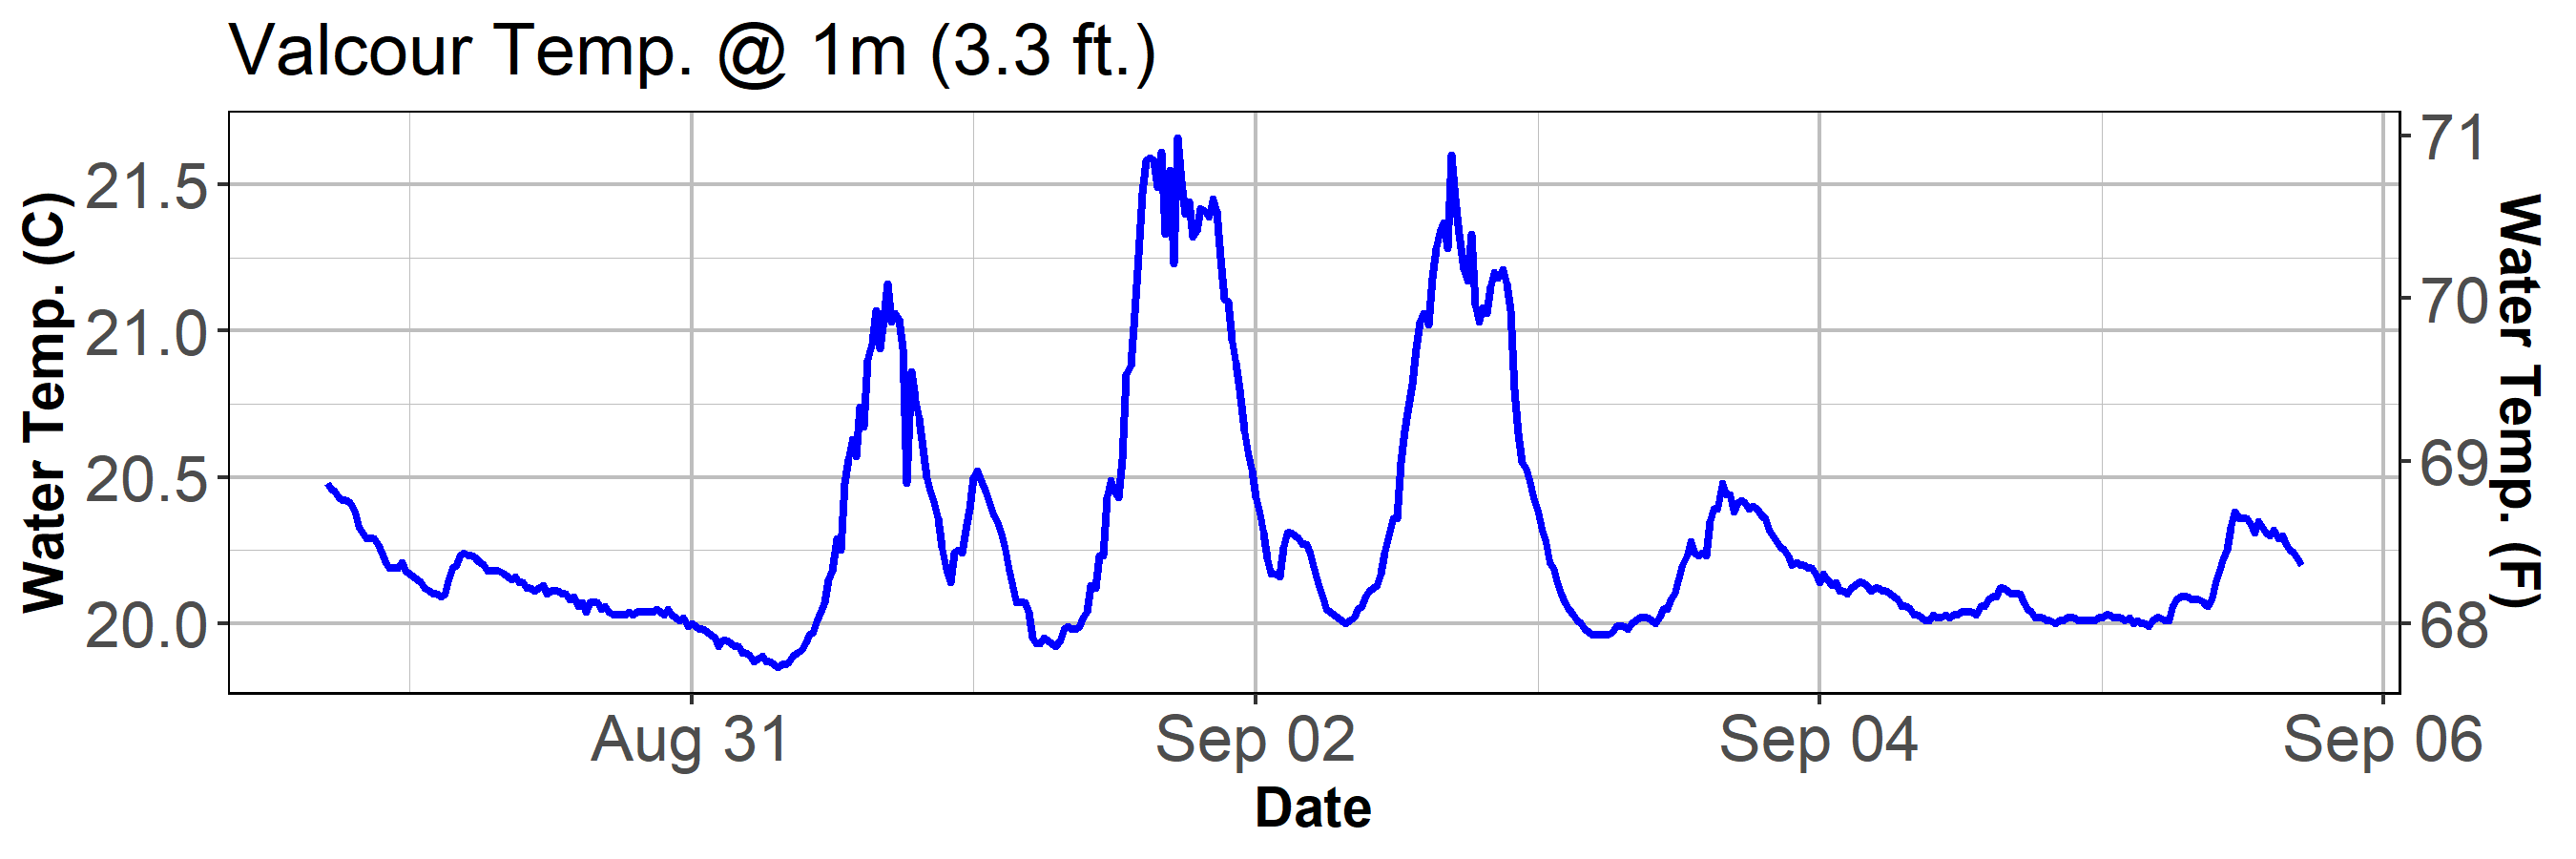 Valcour Temp. @ 1m (3.3 ft.)
Water Temp. (C)
21.5
21.0
20.5
20.0
71
70
69
68
Water Temp. (F)
Aug 31 Sep 02 Sep 04 Sep 06
Date